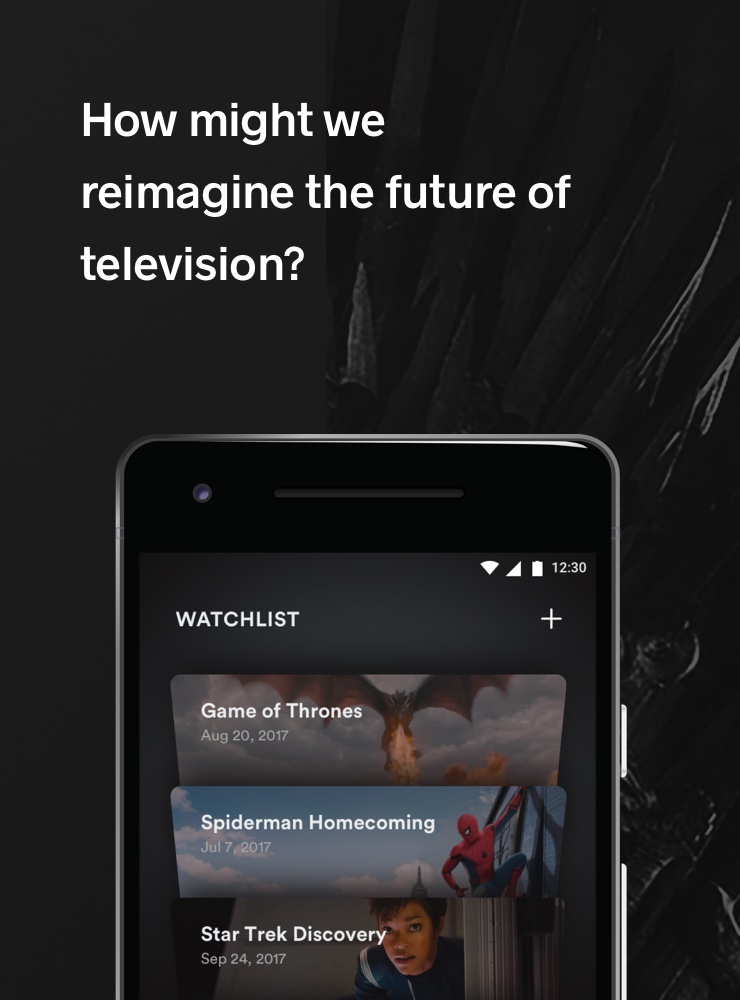 How might we
reimagine the future of
television?
12:30
WATCHLIST
Game of Thrones
Aug 20, 2017
Spiderman Homecoming
Jul 7, 2017
Star Trek Discovery
Sep 24, 2017